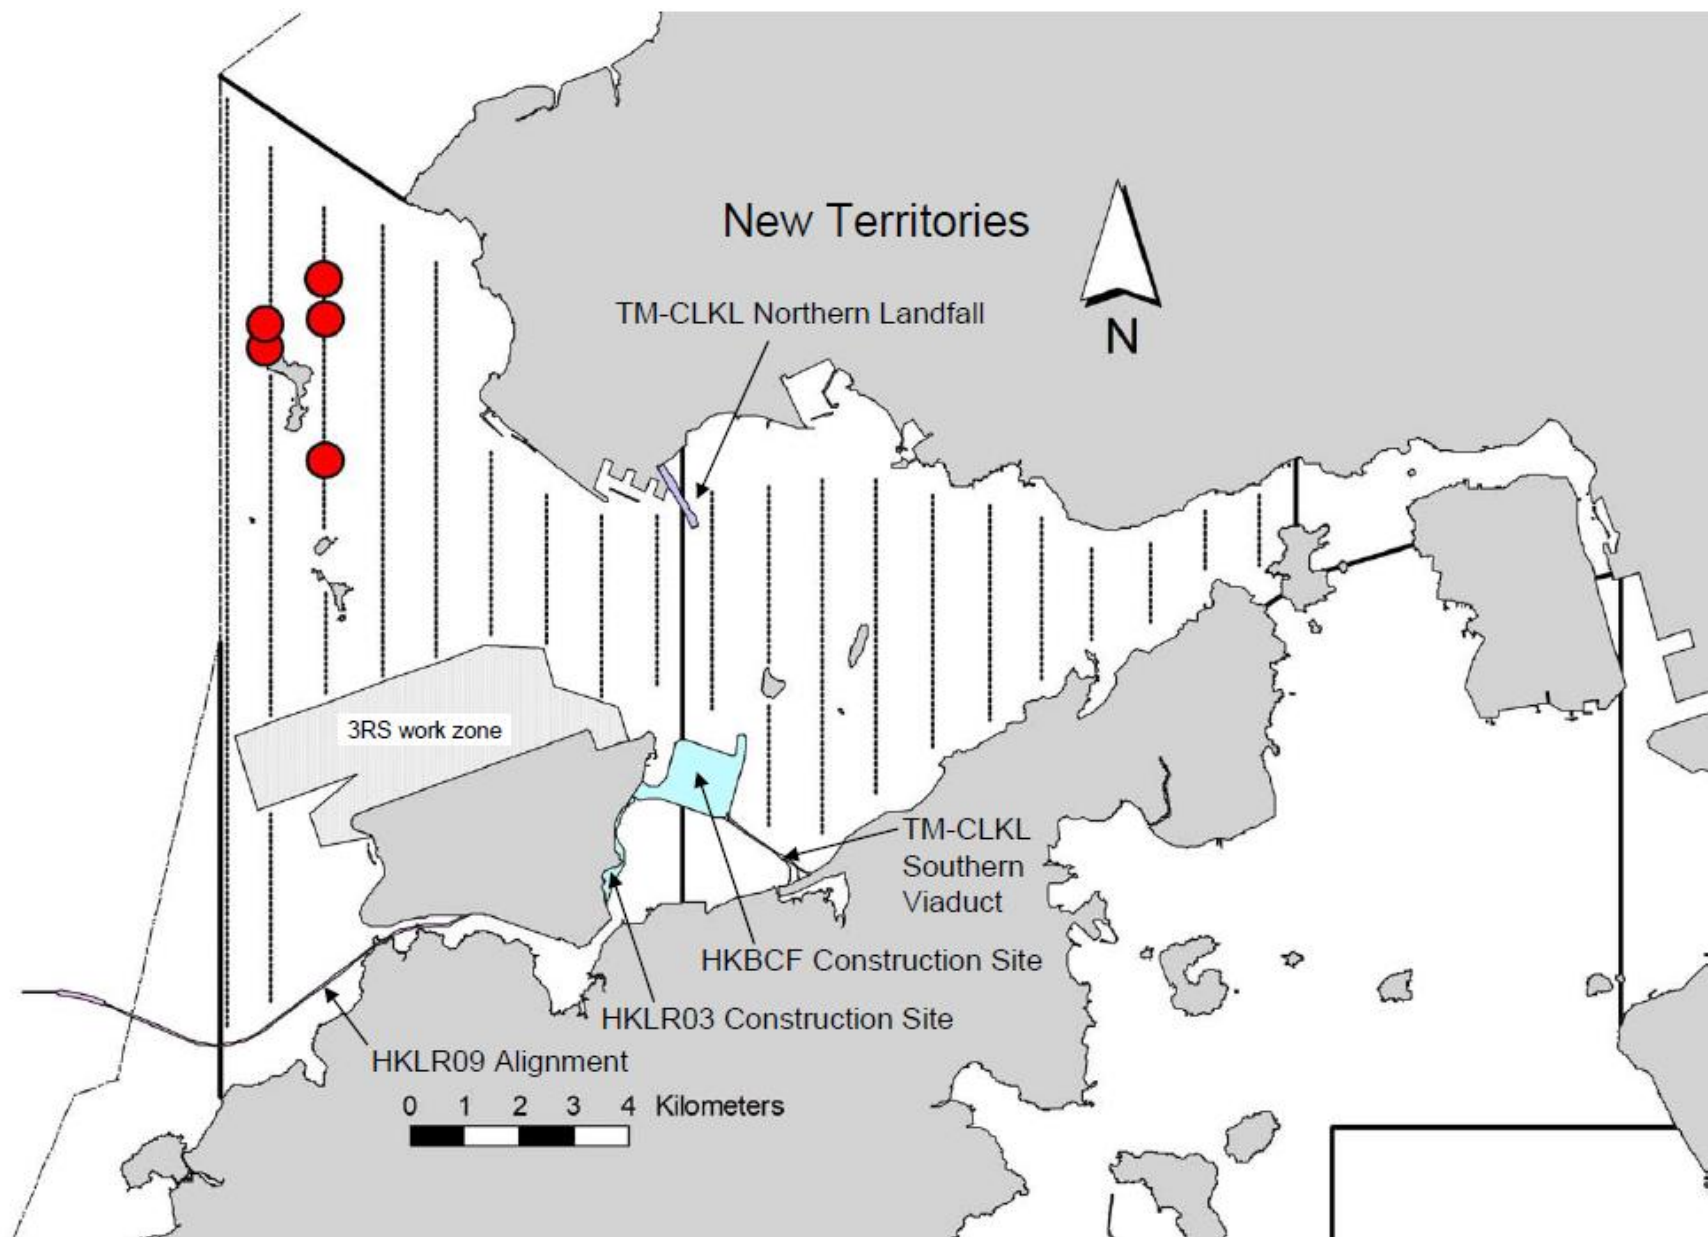 New Territories
TM-CLKL Northern Landfall
N
3RS work zone
TM-CLKL
Southern
Viaduct
HKBCF Construction Site
HKLR03 Construction Site
HKLR09 Alignment
0 1 2 3 4 Kilometers